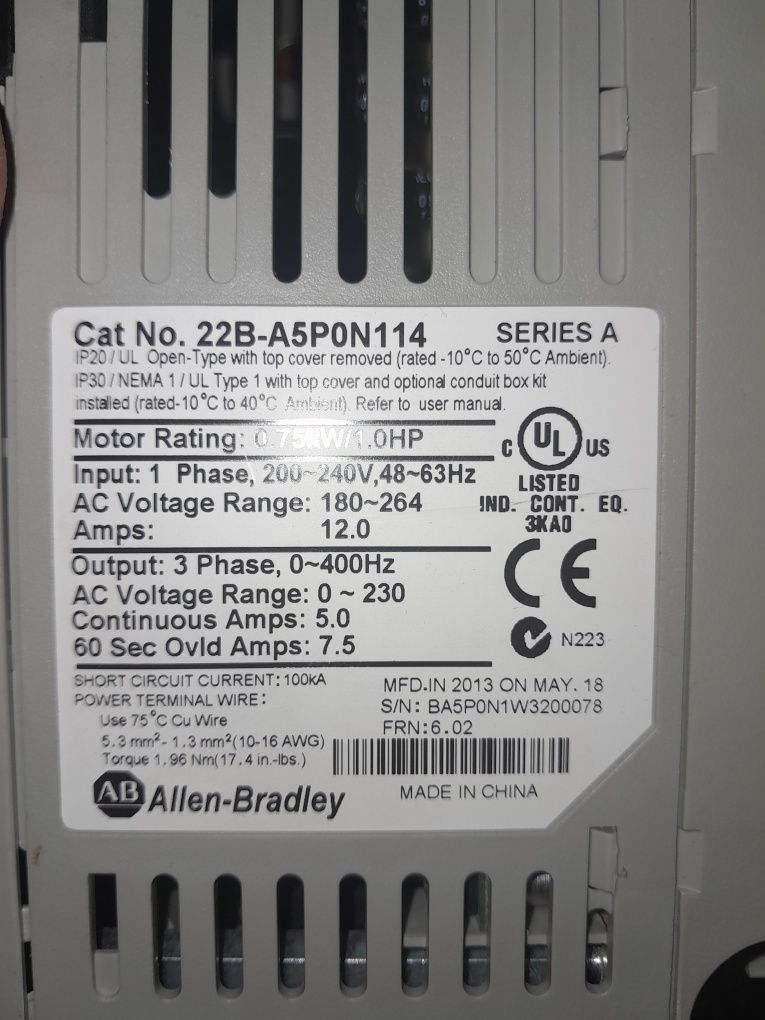 Cat No. 22B-A5P0N114 SERIES A
IP20 / UL Open-Type with top cover removed (rated -10°C to 50°C Ambient).
IP30 / NEMA 1 / UL Type 1 with top cover and optional conduit box kit
installed (rated-10°C to 40°C Ambient). Refer to user manual.
Motor Rating: 0.75kW/1.0HP
Input: 1 Phase, 200~240V,48~63Hz
AC Voltage Range: 180~264
Amps: 12.0
C UL US
LISTED
IND. CONT. EQ.
3KA0
Output: 3 Phase, 0~400Hz
AC Voltage Range: 0 ~ 230
Continuous Amps: 5.0
60 Sec Ovld Amps: 7.5
CE
N223
SHORT CIRCUIT CURRENT: 100kA
POWER TERMINAL WIRE:
Use 75°C Cu Wire
5.3 mm² - 1.3 mm² (10-16 AWG)
Torque 1.96 Nm(17.4 in.-lbs.)
MFD.IN 2013 ON MAY. 18
S/N: BA5P0N1W3200078
FRN:6.02
AB Allen-Bradley
MADE IN CHINA